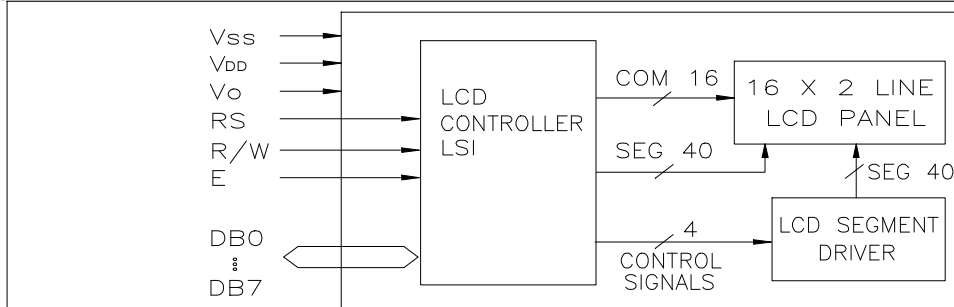 Vss
VDD
Vo
RS
R/W
E
DB0
DB7
LCD
CONTROLLER
LSI
COM 16
SEG 40
4
CONTROL
SIGNALS
16 X 2 LINE
LCD PANEL
SEG 40
LCD SEGMENT
DRIVER